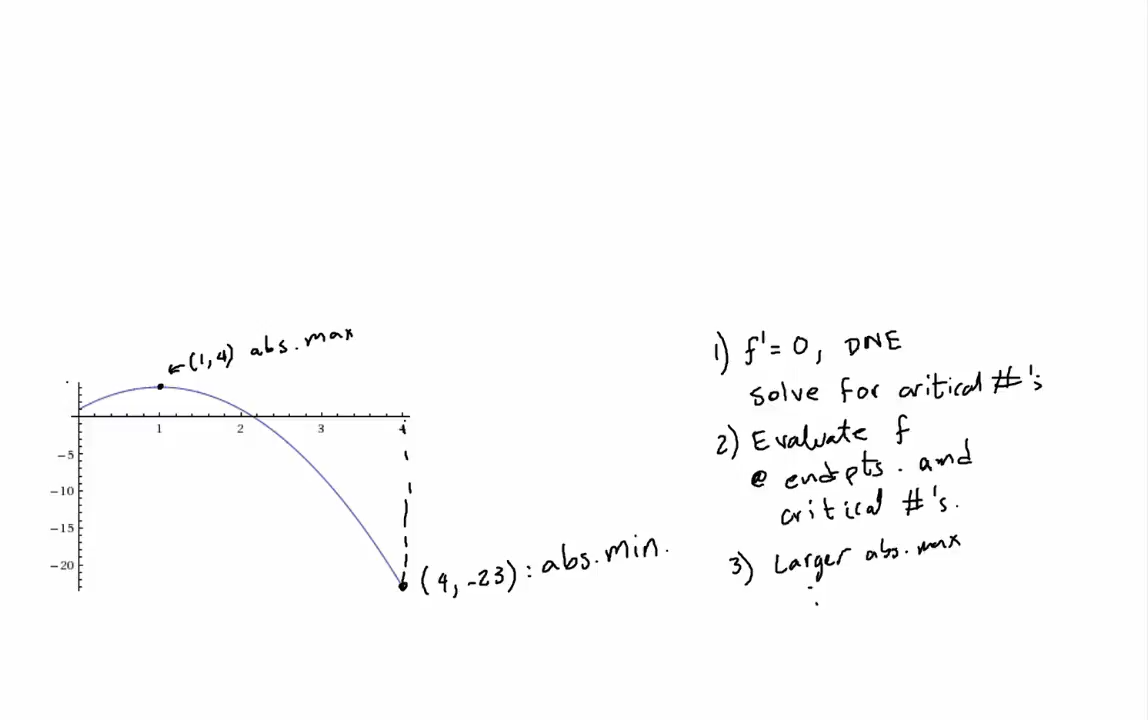 ←(1,4) abs.max
1 2 3 4
-5
-10
-15
-20
(4,-23): abs.min.
1) f'=0, DNE
solve for critical #'s
2) Evaluate f
@ endpts. and
critical #'s.
3) Larger abs.max
: